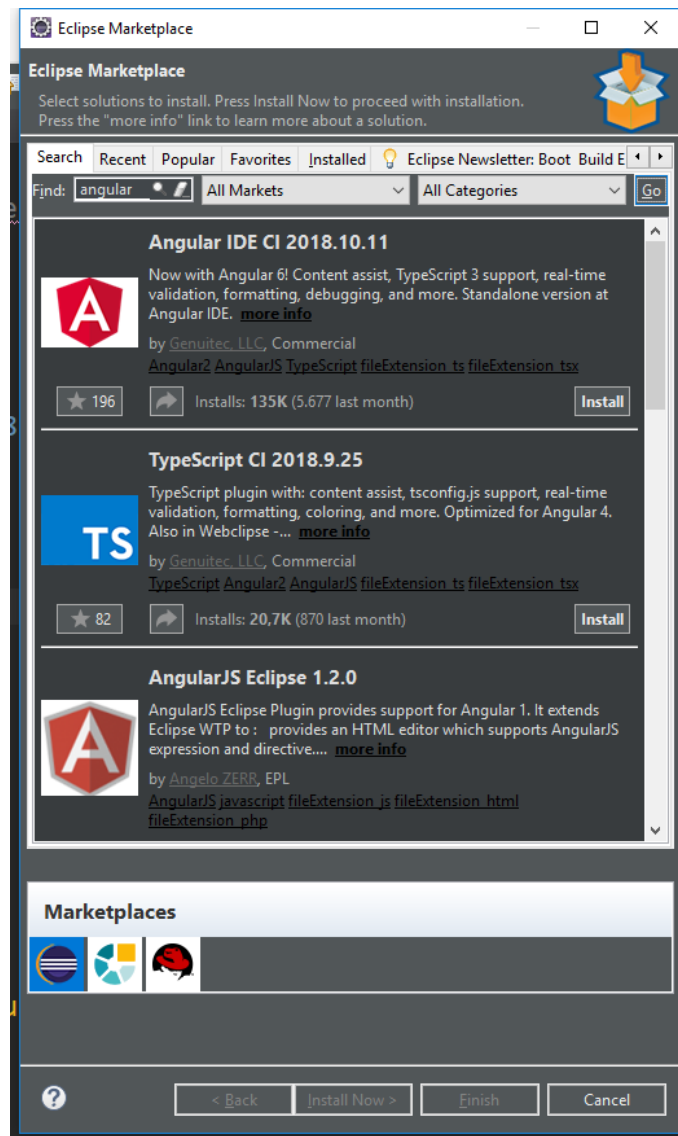 Eclipse Marketplace
Eclipse Marketplace
Select solutions to install. Press Install Now to proceed with installation.
Press the "more info" link to learn more about a solution.
Search Recent Popular Favorites Installed Eclipse Newsletter: Boot Build E
Find: angular All Markets All Categories Go
Angular IDE CI 2018.10.11
Now with Angular 6! Content assist, TypeScript 3 support, real-time
validation, formatting, debugging, and more. Standalone version at
Angular IDE. more info
by Genuitec, LLC, Commercial
Angular2 AngularJS TypeScript fileExtension_ts fileExtension_tsx
196 Installs: 135K (5.677 last month) Install
TypeScript CI 2018.9.25
TypeScript plugin with: content assist, tsconfig.js support, real-time
validation, formatting, coloring, and more. Optimized for Angular 4.
Also in Webclipse -... more info
TS
by Genuitec, LLC, Commercial
TypeScript Angular2 AngularJS fileExtension_ts fileExtension_tsx
82 Installs: 20,7K (870 last month) Install
AngularJS Eclipse 1.2.0
AngularJS Eclipse Plugin provides support for Angular 1. It extends
Eclipse WTP to : provides an HTML editor which supports AngularJS
expression and directive.... more info
by Angelo ZERR, EPL
AngularJS javascript fileExtension_js fileExtension_html
fileExtension_php
Marketplaces
< Back Install Now > Finish Cancel